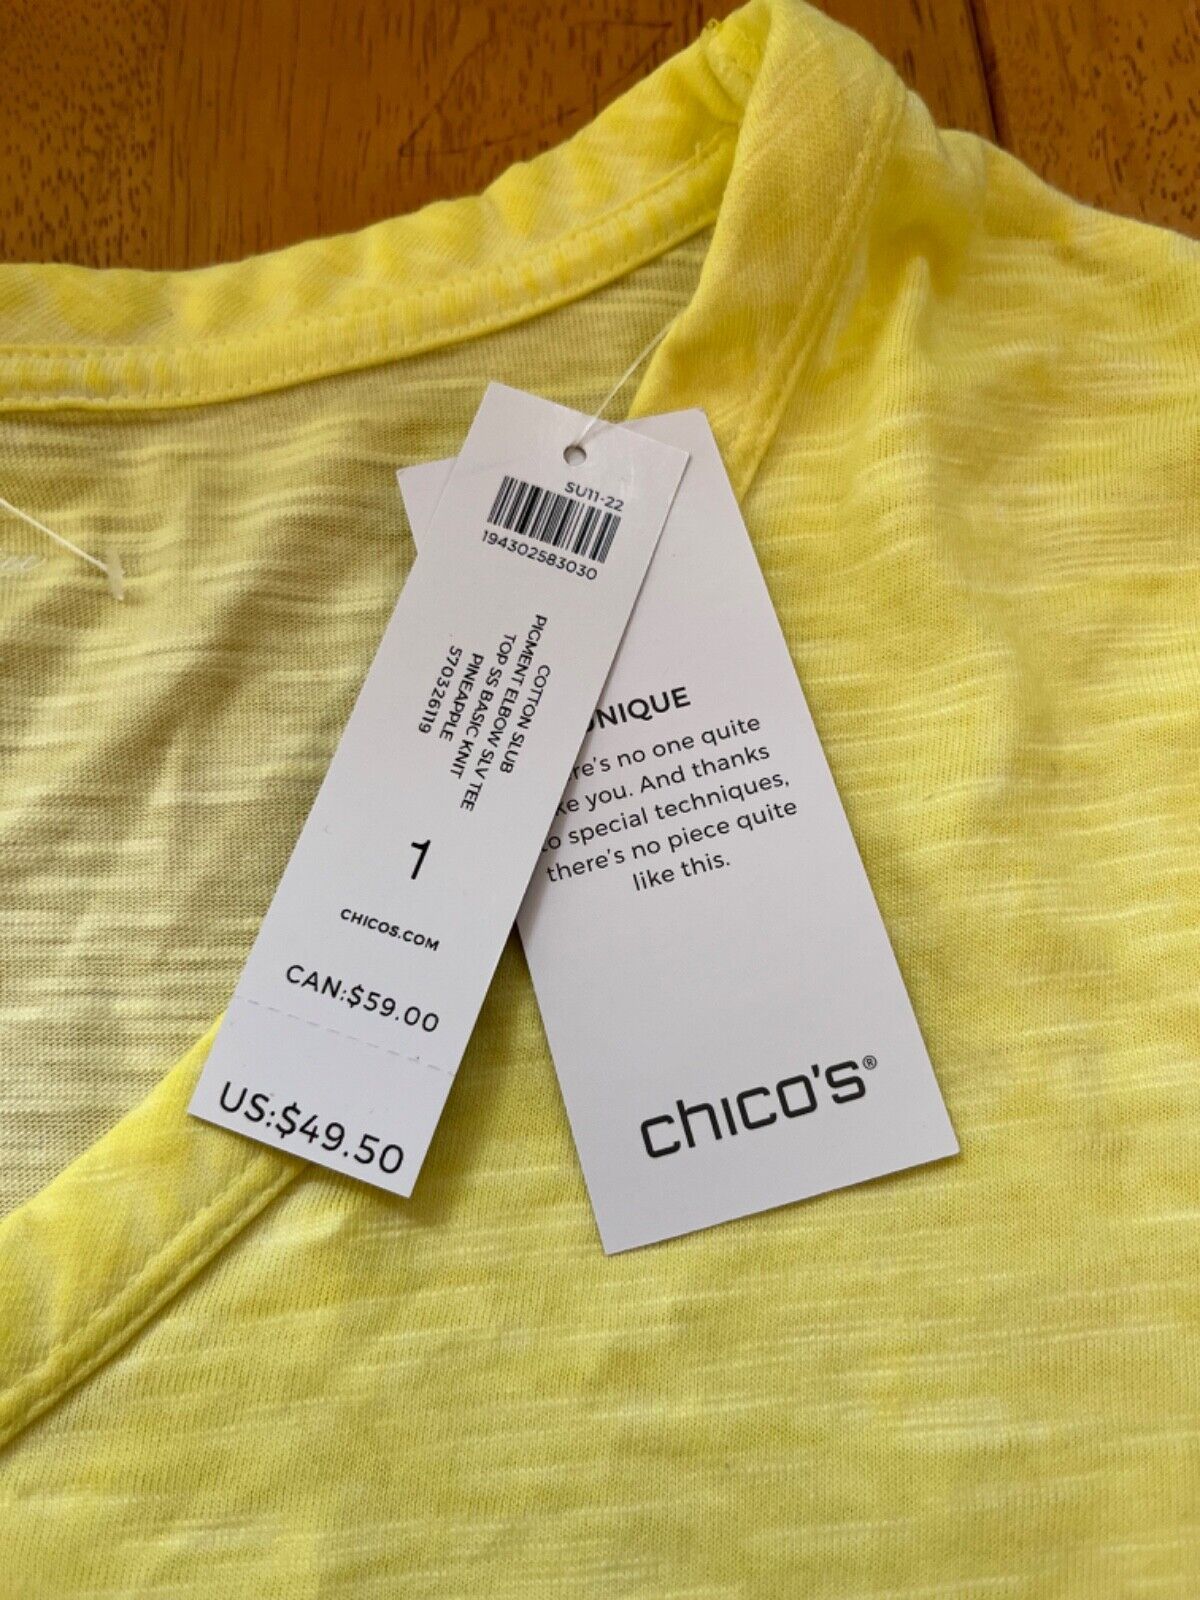 SU11-22
194302583030
COTTON SLUB
PIGMENT ELBOW SLV TEE
TOP SS BASIC KNIT
PINEAPPLE
570326119
1
CHICOS.COM
CAN:$59.00
US:$49.50
NIQUE
re's no one quite
ke you. And thanks
to special techniques,
there's no piece quite
like this.
chico's®